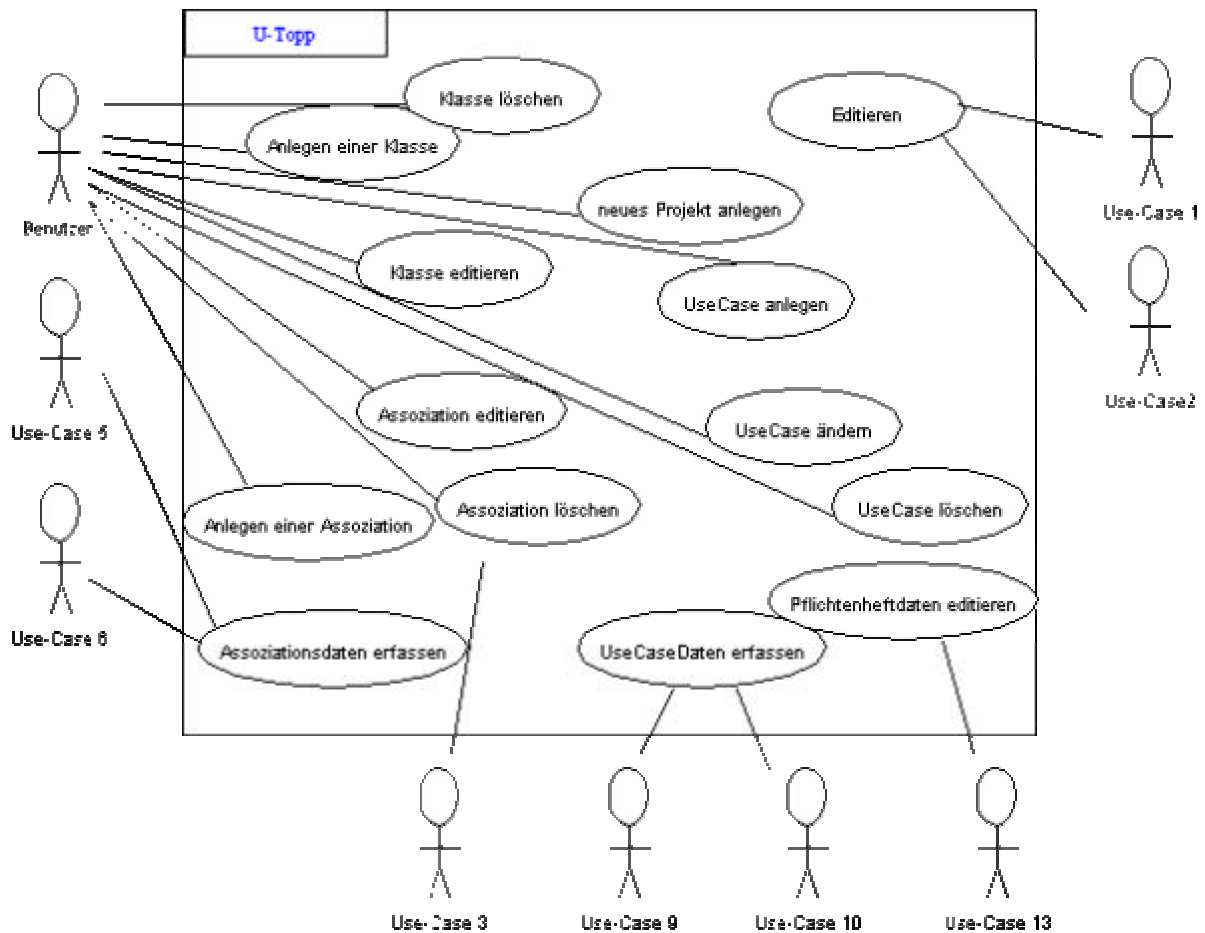 U-Topp
Klasse löschen
Editieren
Anlegen einer Klasse
neues Projekt anlegen
Use-Case 1
Benutzer
Klasse editieren
UseCase anlegen
Use-Case2
Assoziation editieren
UseCase ändern
Use-Case 5
Anlegen einer Assoziation
Assoziation löschen
UseCase löschen
Pflichtenheftdaten editieren
Use-Case 6
Assoziationsdaten erfassen
UseCaseDaten erfassen
Use-Case 3
Use-Case 9
Use-Case 10
Use-Case 13